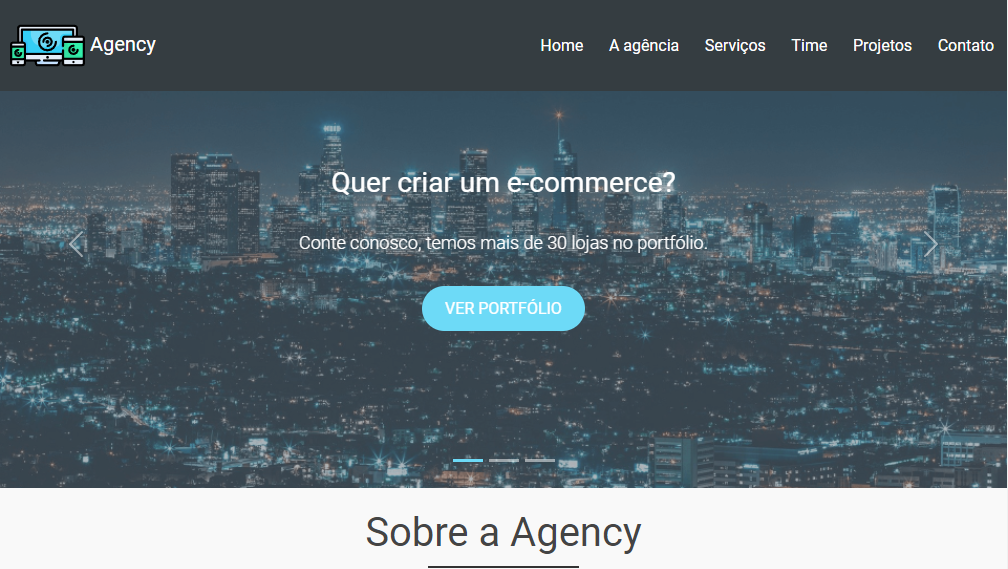 Agency
Home A agência Serviços Time Projetos Contato
Quer criar um e-commerce?
Conte conosco, temos mais de 30 lojas no portfólio.
VER PORTFÓLIO
Sobre a Agency